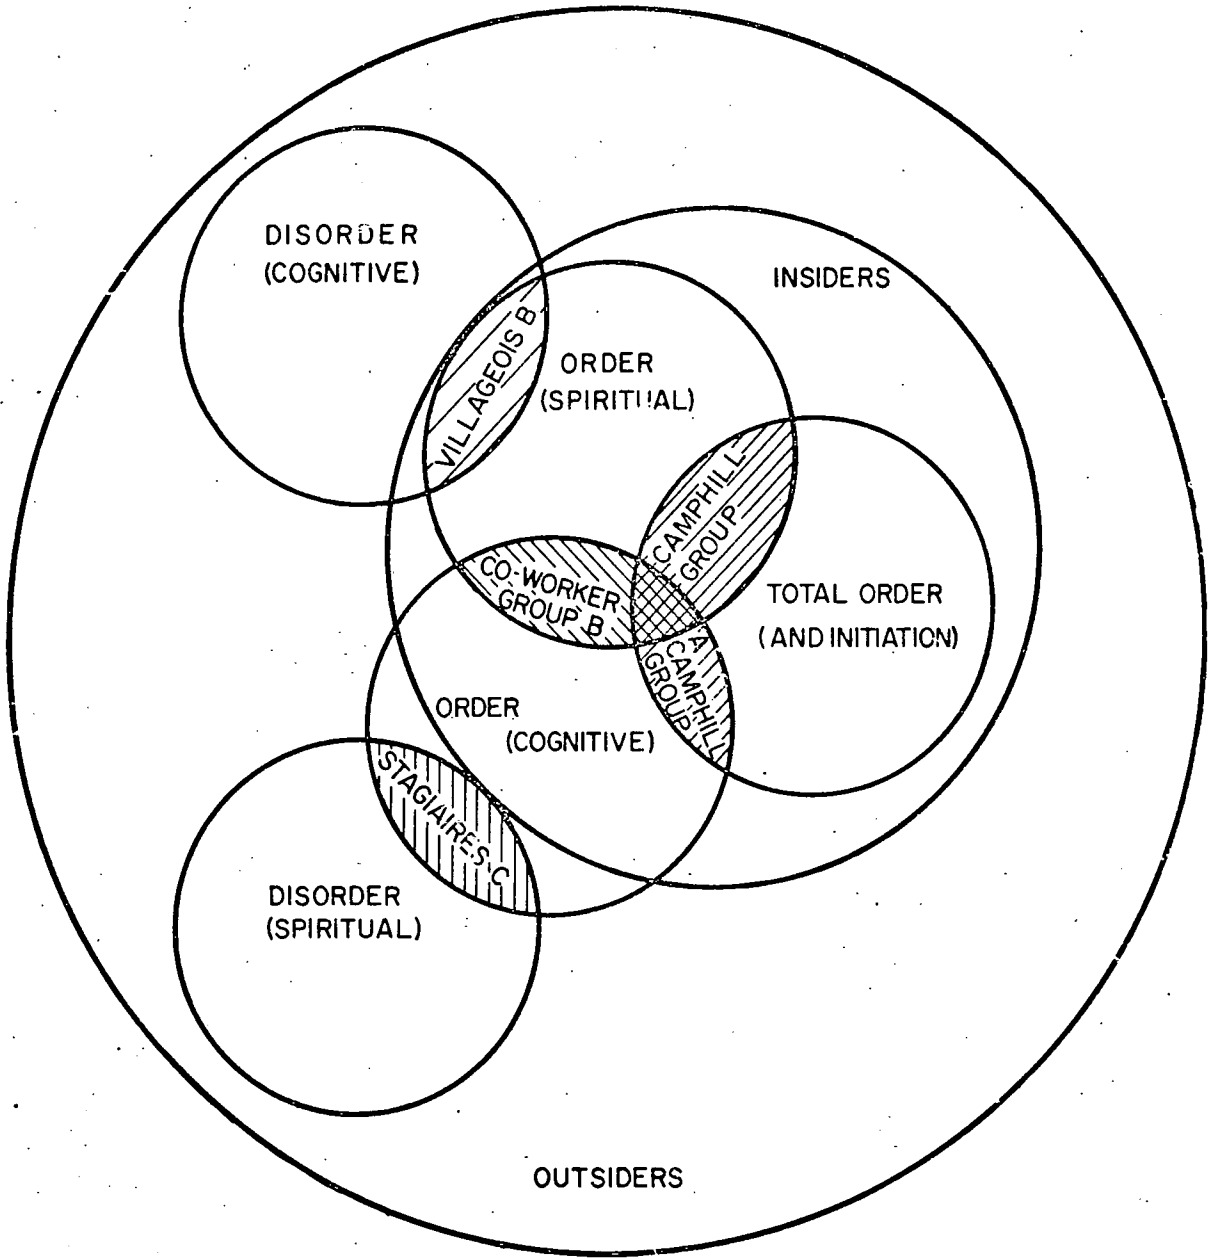 DISORDER
(COGNITIVE)
INSIDERS
VILLAGEOIS B
ORDER
(SPIRITUAL)
CAMPHILL
GROUP
CO-WORKER
GROUP B
TOTAL ORDER
(AND INITIATION)
A
CAMPHILL
GROUP
ORDER
(COGNITIVE)
STAGIAIRES C
DISORDER
(SPIRITUAL)
OUTSIDERS